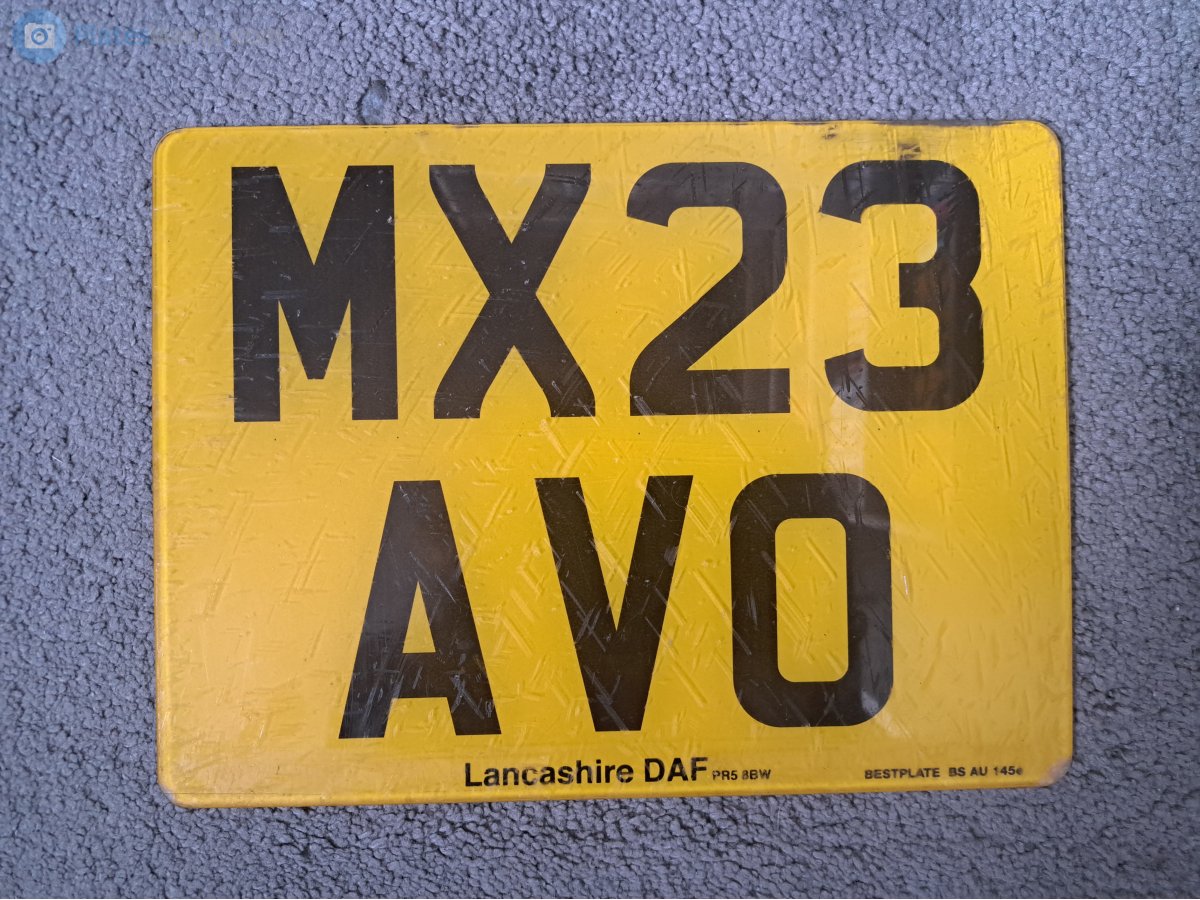 MX23
AVO
Lancashire DAF PR5 8BW
BESTPLATE BS AU 145e